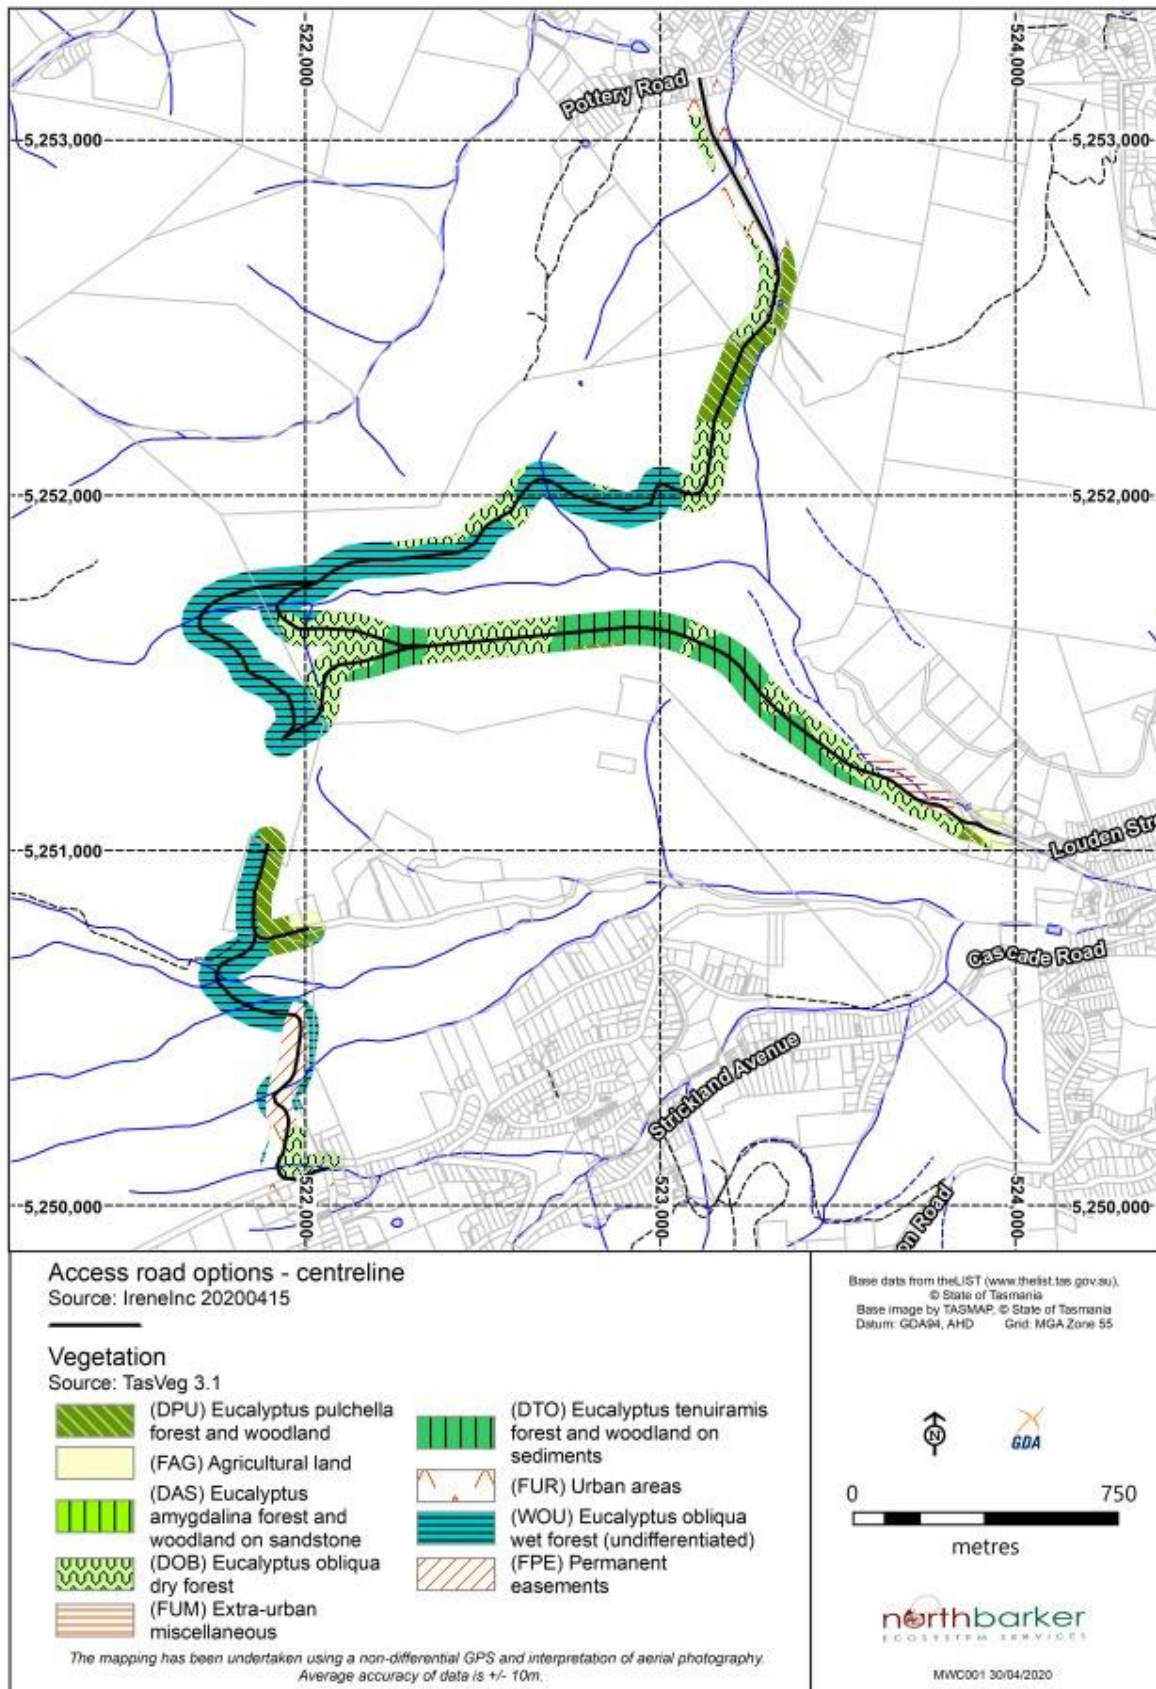 522,000
524,000
Pottery Road
5,253,000
5,253,000
5,252,000
5,252,000
5,251,000
5,251,000
Louden Stre
Cascade Road
Strickland Avenue
on Road
5,250,000
5,250,000
522,000
523,000
524,000
Access road options - centreline
Source: IreneInc 20200415
Vegetation
Source: TasVeg 3.1
(DPU) Eucalyptus pulchella
forest and woodland
(FAG) Agricultural land
(DAS) Eucalyptus
amygdalina forest and
woodland on sandstone
(DOB) Eucalyptus obliqua
dry forest
(FUM) Extra-urban
miscellaneous
(DTO) Eucalyptus tenuiramis
forest and woodland on
sediments
(FUR) Urban areas
(WOU) Eucalyptus obliqua
wet forest (undifferentiated)
(FPE) Permanent
easements
The mapping has been undertaken using a non-differential GPS and interpretation of aerial photography.
Average accuracy of data is +/- 10m.
Base data from theLIST (www.thelist.tas.gov.au),
© State of Tasmania
Base image by TASMAP, © State of Tasmania
Datum: GDA94, AHD Grid: MGA Zone 55
N
GDA
0 750
metres
northbarker
ECOSYSTEM SERVICES
MWC001 30/04/2020